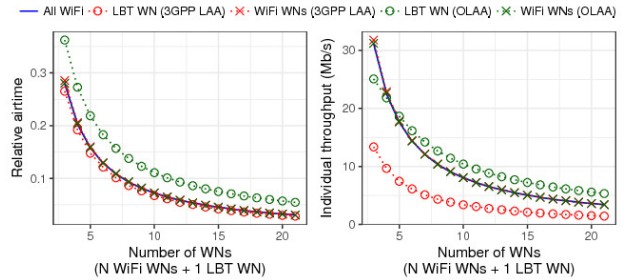 All WiFi LBT WN (3GPP LAA) WiFi WNs (3GPP LAA) LBT WN (OLAA) WiFi WNs (OLAA)
Relative airtime
0.3
0.2
0.1
5 10 15 20
Number of WNs
(N WiFi WNs + 1 LBT WN)
Individual throughput (Mb/s)
30
20
10
0
5 10 15 20
Number of WNs
(N WiFi WNs + 1 LBT WN)